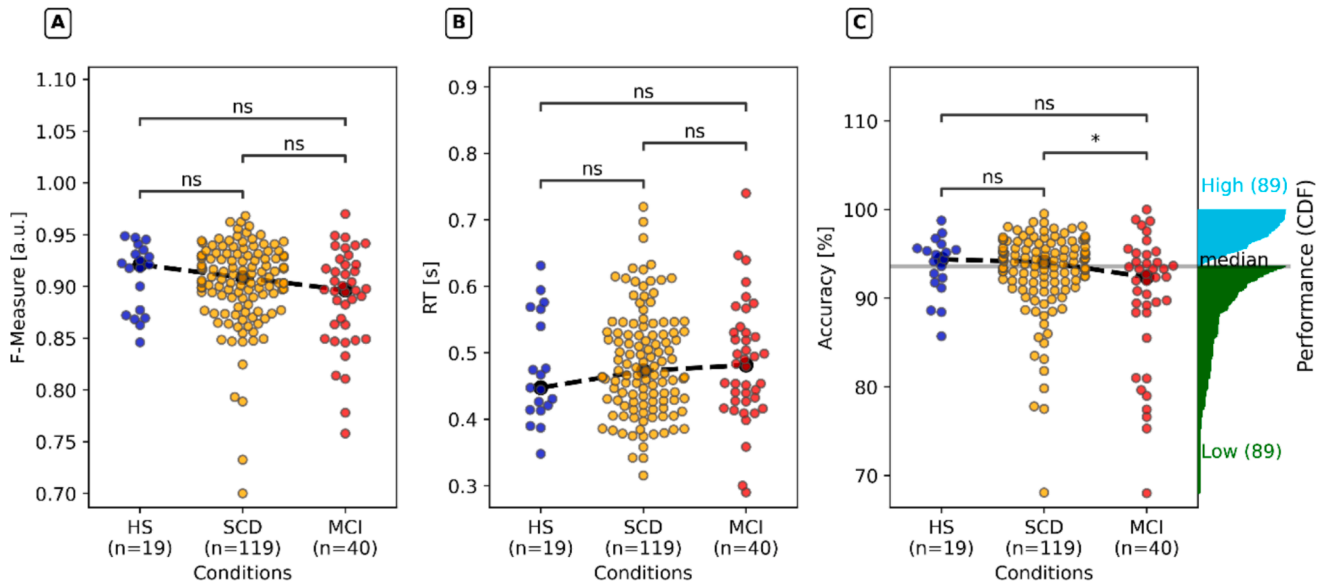 A
F-Measure [a.u.]
1.10
1.05
1.00
0.95
0.90
0.85
0.80
0.75
0.70
ns
ns
ns
HS
(n=19)
SCD
(n=119)
MCI
(n=40)
Conditions
B
RT [s]
0.9
0.8
0.7
0.6
0.5
0.4
0.3
ns
ns
ns
HS
(n=19)
SCD
(n=119)
MCI
(n=40)
Conditions
C
Accuracy [%]
110
100
90
80
70
ns
*
ns
HS
(n=19)
SCD
(n=119)
MCI
(n=40)
Conditions
High (89)
median
Low (89)
Performance (CDF)